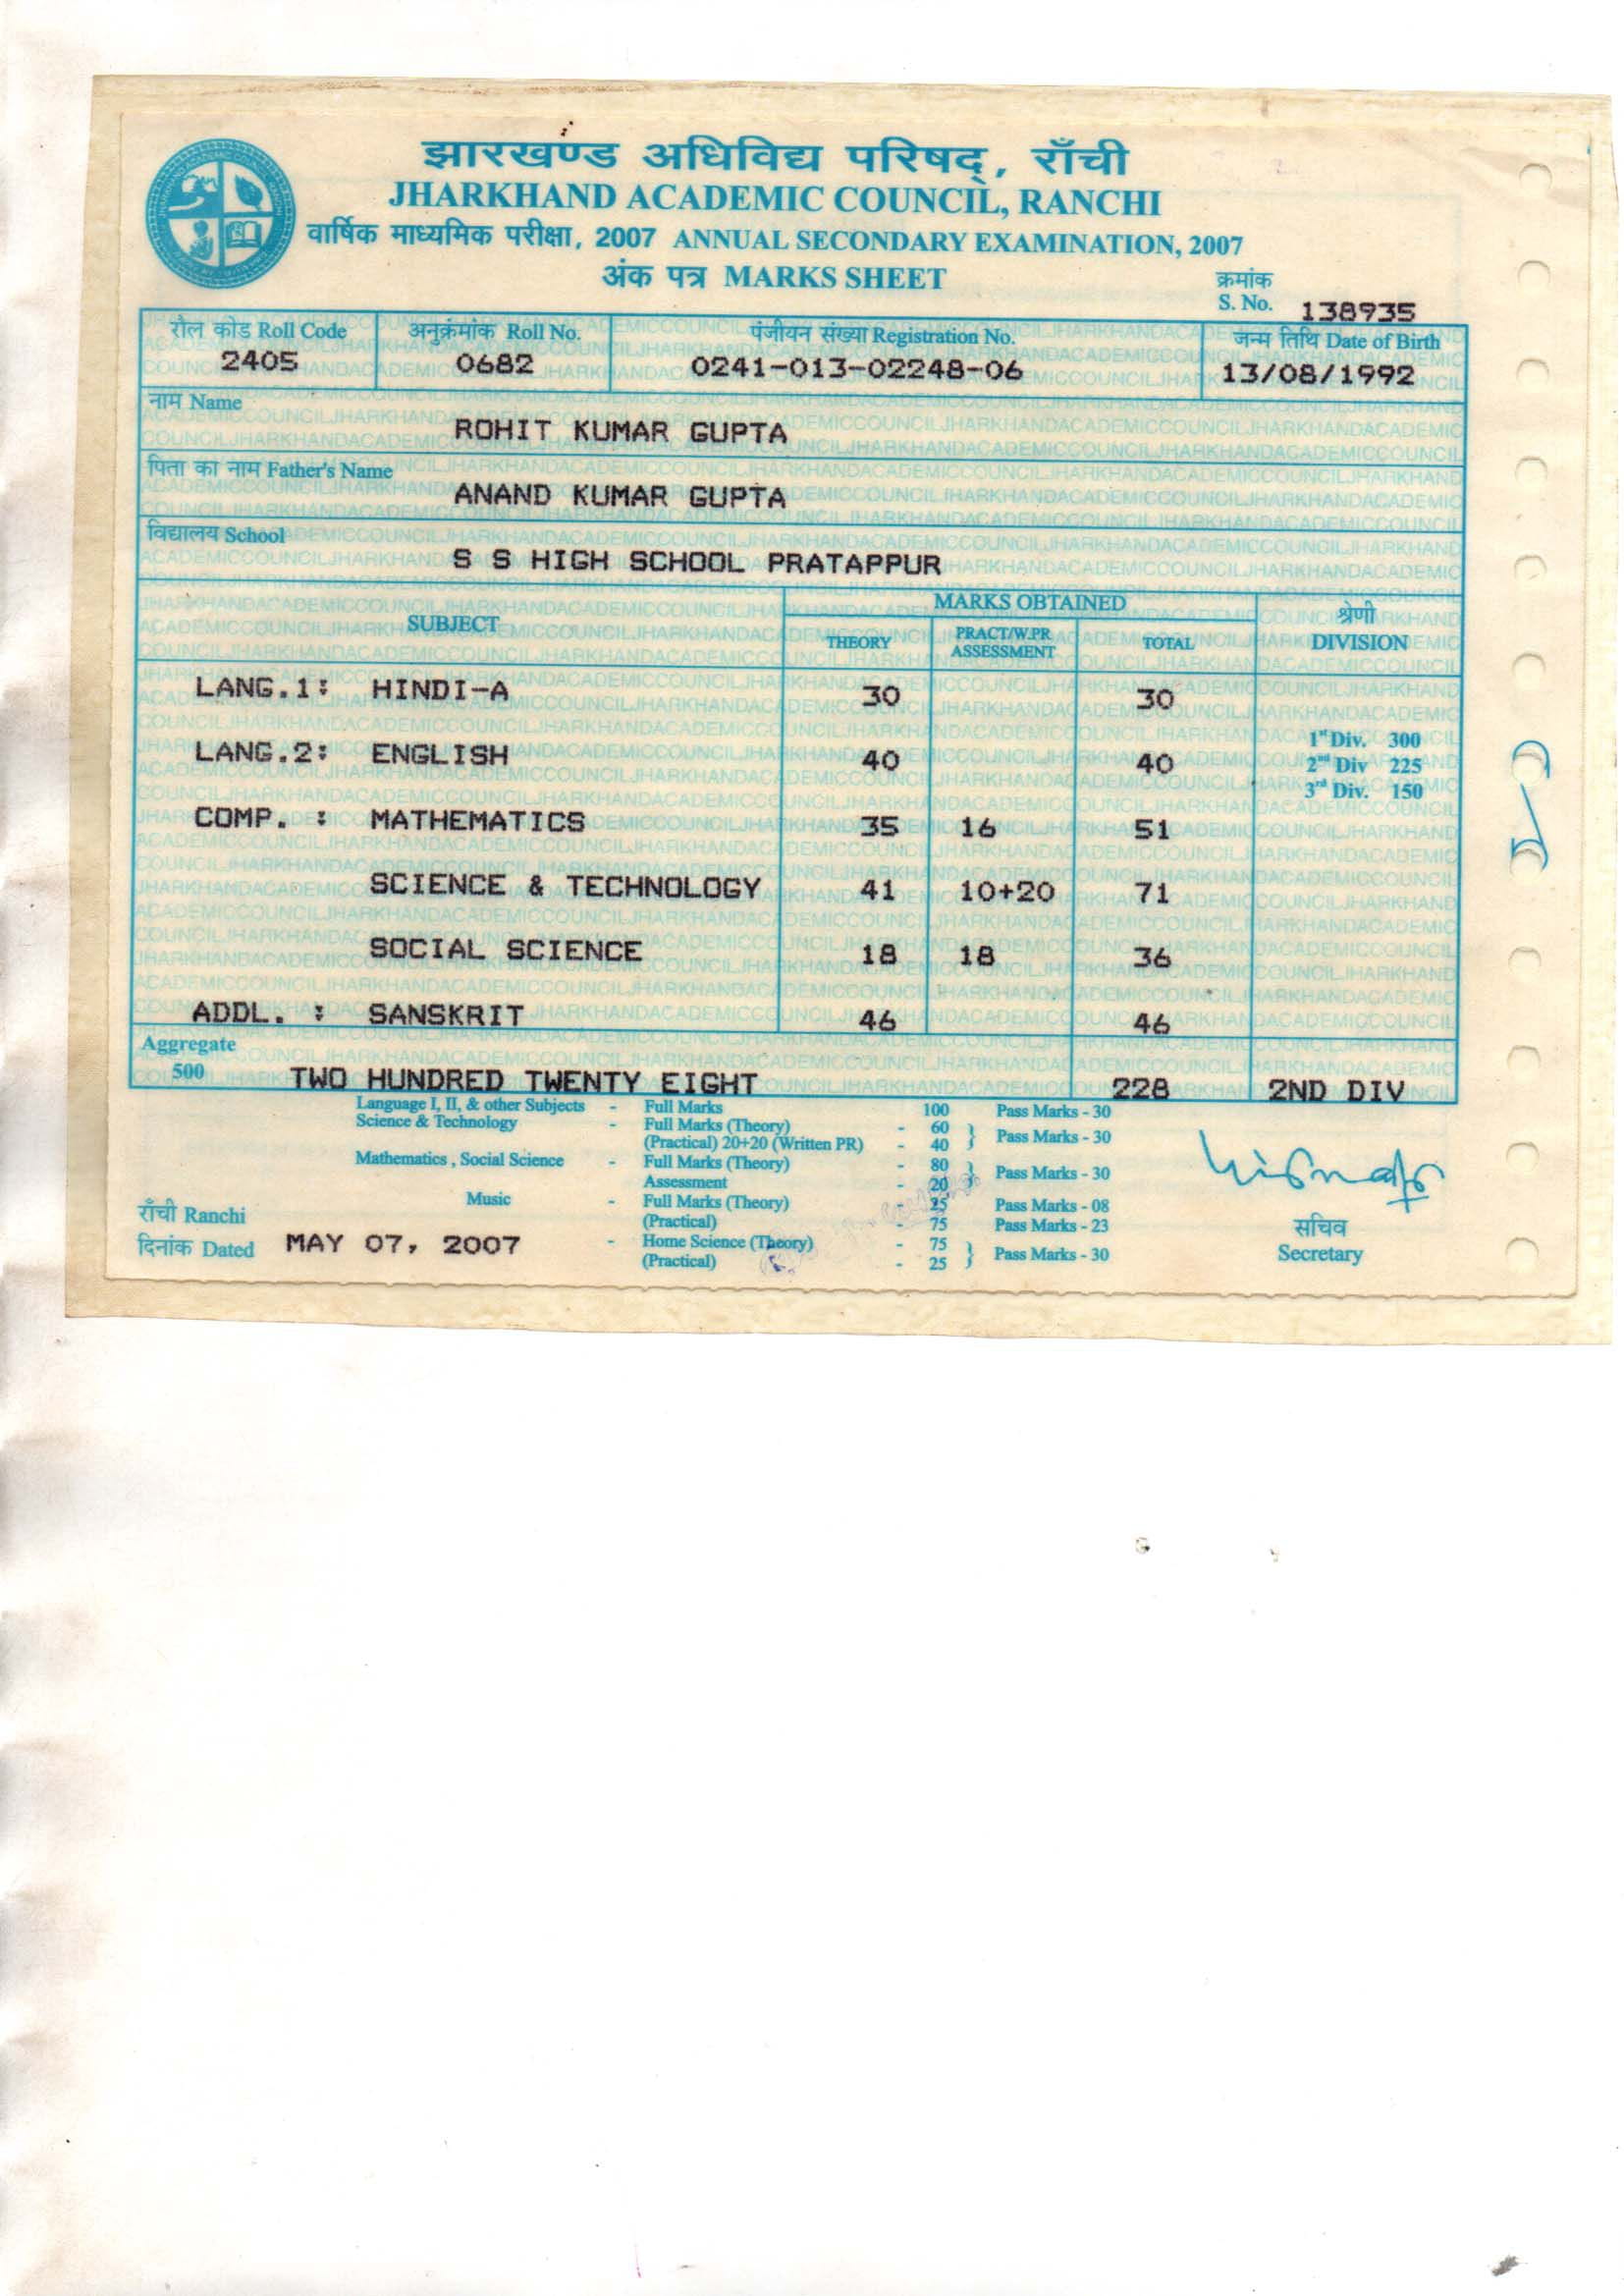 झारखण्ड अधिविद्य परिषद्, राँची
JHARKHAND ACADEMIC COUNCIL, RANCHI
वार्षिक माध्यमिक परीक्षा, 2007 ANNUAL SECONDARY EXAMINATION, 2007
अंक पत्र MARKS SHEET
क्रमांक
S. No. 138935
रौल कोड Roll Code अनुक्रंमांक Roll No. पंजीयन संख्या Registration No. जन्म तिथि Date of Birth
2405 0682 0241-013-02248-06 13/08/1992
नाम Name
ROHIT KUMAR GUPTA
पिता का नाम Father's Name
ANAND KUMAR GUPTA
विद्यालय School
S S HIGH SCHOOL PRATAPPUR
SUBJECT MARKS OBTAINED श्रेणी
THEORY PRACT/W.PR ASSESSMENT TOTAL DIVISION
LANG.1: HINDI-A 30 30
1st Div. 300
LANG.2: ENGLISH 40 40 2nd Div 225
3rd Div. 150
COMP. : MATHEMATICS 35 16 51
SCIENCE & TECHNOLOGY 41 10+20 71
SOCIAL SCIENCE 18 18 36
ADDL. : SANSKRIT 46 46
Aggregate
500 TWO HUNDRED TWENTY EIGHT 228 2ND DIV
Language I, II, & other Subjects - Full Marks 100 Pass Marks - 30
Science & Technology - Full Marks (Theory) - 60 } Pass Marks - 30
(Practical) 20+20 (Written PR) - 40
Mathematics , Social Science - Full Marks (Theory) - 80 } Pass Marks - 30
Assessment - 20
Music - Full Marks (Theory) - 25 Pass Marks - 08
(Practical) - 75 Pass Marks - 23
- Home Science (Theory) - 75 } Pass Marks - 30
(Practical) - 25
राँची Ranchi
दिनांक Dated MAY 07, 2007
सचिव
Secretary